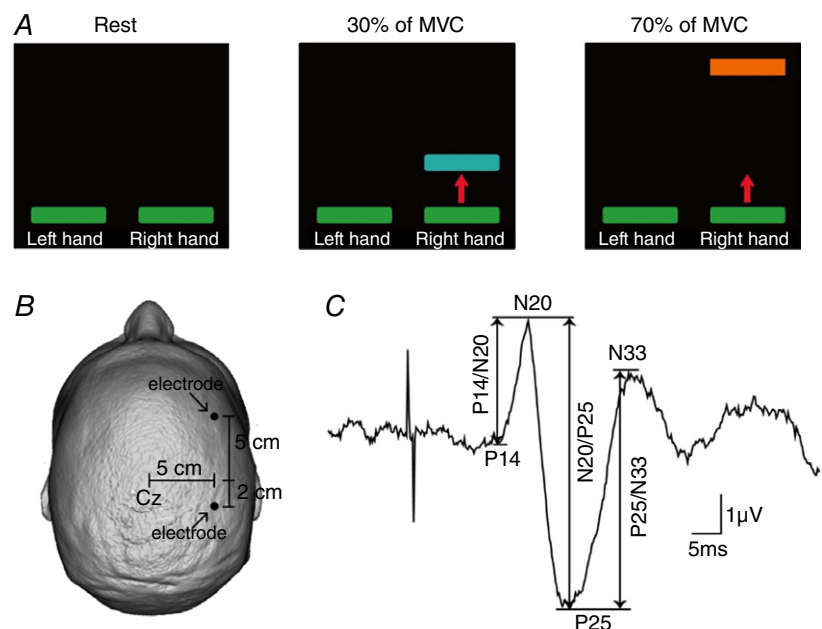 A
Rest
30% of MVC
70% of MVC
Left hand Right hand
Left hand Right hand
Left hand Right hand
B
electrode
5 cm
5 cm
Cz
2 cm
electrode
C
N20
P14/N20
N33
P14
N20/P25
P25/N33
1µV
5ms
P25